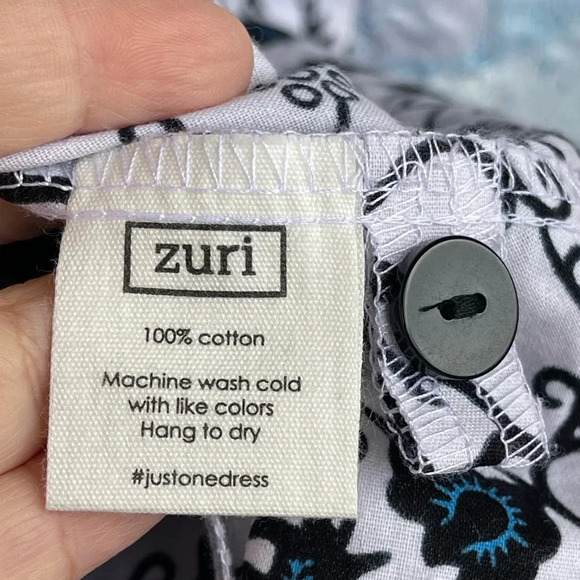 zuri
100% cotton
Machine wash cold
with like colors
Hang to dry
#justonedress